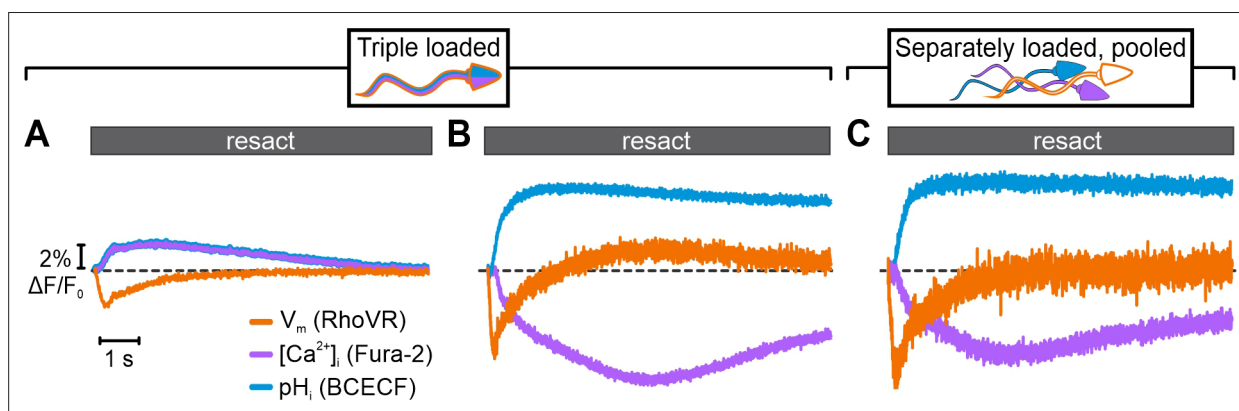 Triple loaded
Separately loaded, pooled
A
resact
B
resact
C
resact
2%
ΔF/F₀
1 s
Vₘ (RhoVR)
[Ca²⁺]ᵢ (Fura-2)
pHᵢ (BCECF)